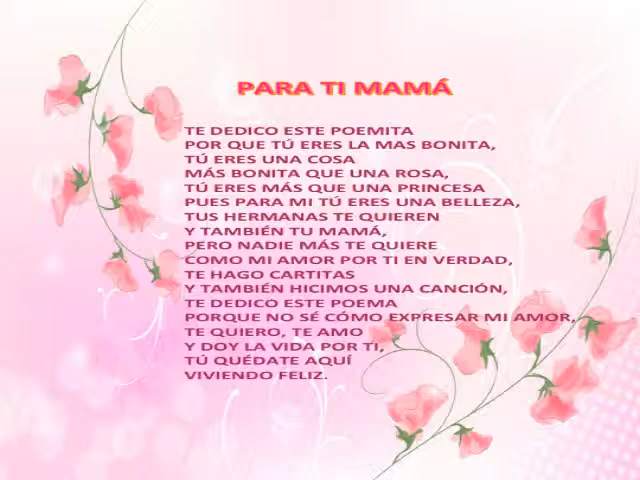 PARA TI MAMÁ
TE DEDICO ESTE POEMITA
POR QUE TÚ ERES LA MAS BONITA,
TÚ ERES UNA COSA
MÁS BONITA QUE UNA ROSA,
TÚ ERES MÁS QUE UNA PRINCESA
PUES PARA MI TÚ ERES UNA BELLEZA,
TUS HERMANAS TE QUIEREN
Y TAMBIÉN TU MAMÁ,
PERO NADIE MÁS TE QUIERE
COMO MI AMOR POR TI EN VERDAD,
TE HAGO CARTITAS
Y TAMBIÉN HICIMOS UNA CANCIÓN,
TE DEDICO ESTE POEMA
PORQUE NO SÉ CÓMO EXPRESAR MI AMOR,
TE QUIERO, TE AMO
Y DOY LA VIDA POR TI,
TÚ QUÉDATE AQUÍ
VIVIENDO FELIZ.